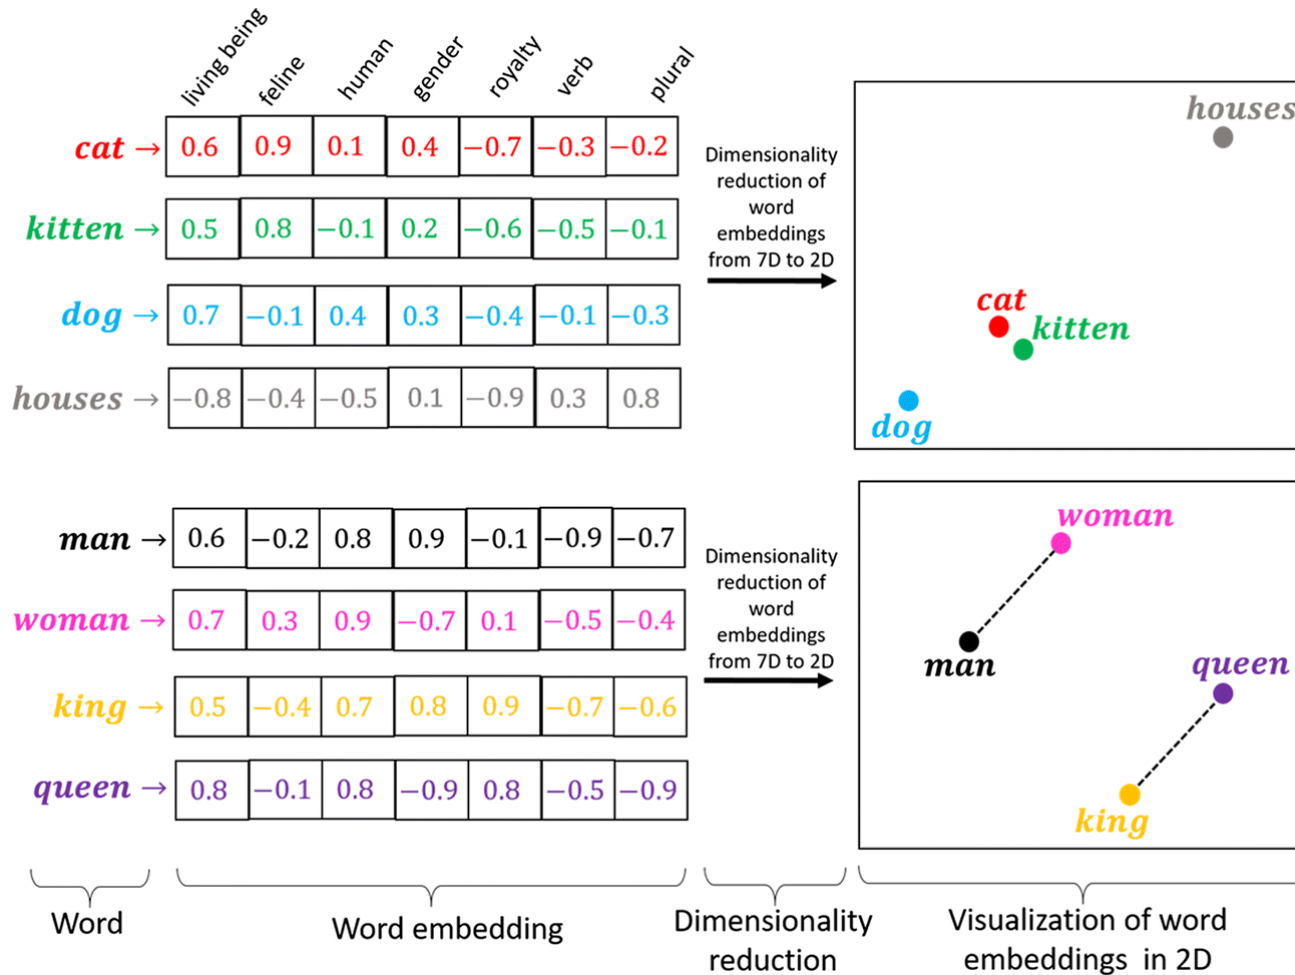 living being feline human gender royalty verb plural
cat → 0.6 0.9 0.1 0.4 −0.7 −0.3 −0.2
kitten → 0.5 0.8 −0.1 0.2 −0.6 −0.5 −0.1
dog → 0.7 −0.1 0.4 0.3 −0.4 −0.1 −0.3
houses → −0.8 −0.4 −0.5 0.1 −0.9 0.3 0.8
Dimensionality
reduction of
word
embeddings
from 7D to 2D
houses
cat
kitten
dog
man → 0.6 −0.2 0.8 0.9 −0.1 −0.9 −0.7
woman → 0.7 0.3 0.9 −0.7 0.1 −0.5 −0.4
king → 0.5 −0.4 0.7 0.8 0.9 −0.7 −0.6
queen → 0.8 −0.1 0.8 −0.9 0.8 −0.5 −0.9
Dimensionality
reduction of
word
embeddings
from 7D to 2D
woman
man
queen
king
Word
Word embedding
Dimensionality
reduction
Visualization of word
embeddings in 2D